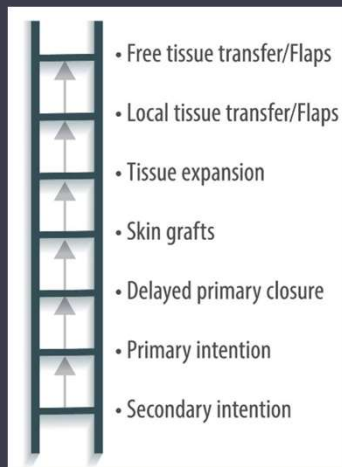 • Free tissue transfer/Flaps
• Local tissue transfer/Flaps
• Tissue expansion
• Skin grafts
• Delayed primary closure
• Primary intention
• Secondary intention